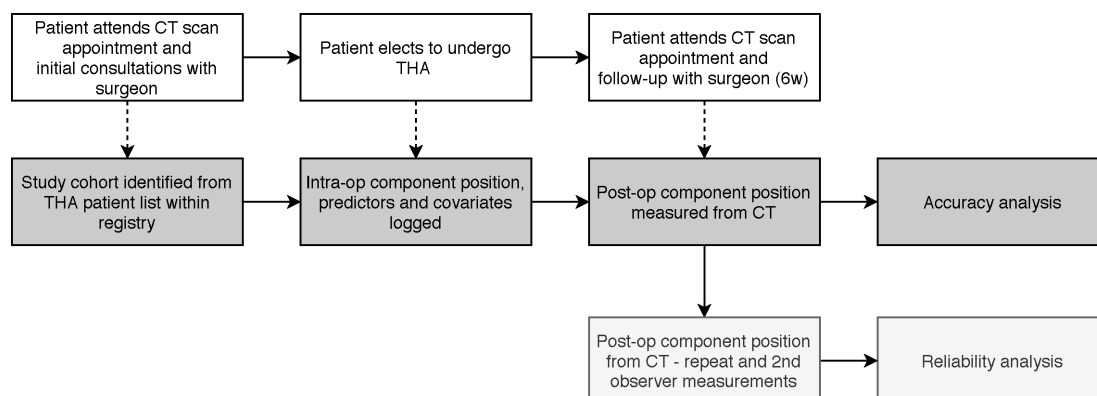 Patient attends CT scan
appointment and
initial consultations with
surgeon
Patient elects to undergo
THA
Patient attends CT scan
appointment and
follow-up with surgeon (6w)
Study cohort identified from
THA patient list within
registry
Intra-op component position,
predictors and covariates
logged
Post-op component position
measured from CT
Accuracy analysis
Post-op component position
from CT - repeat and 2nd
observer measurements
Reliability analysis